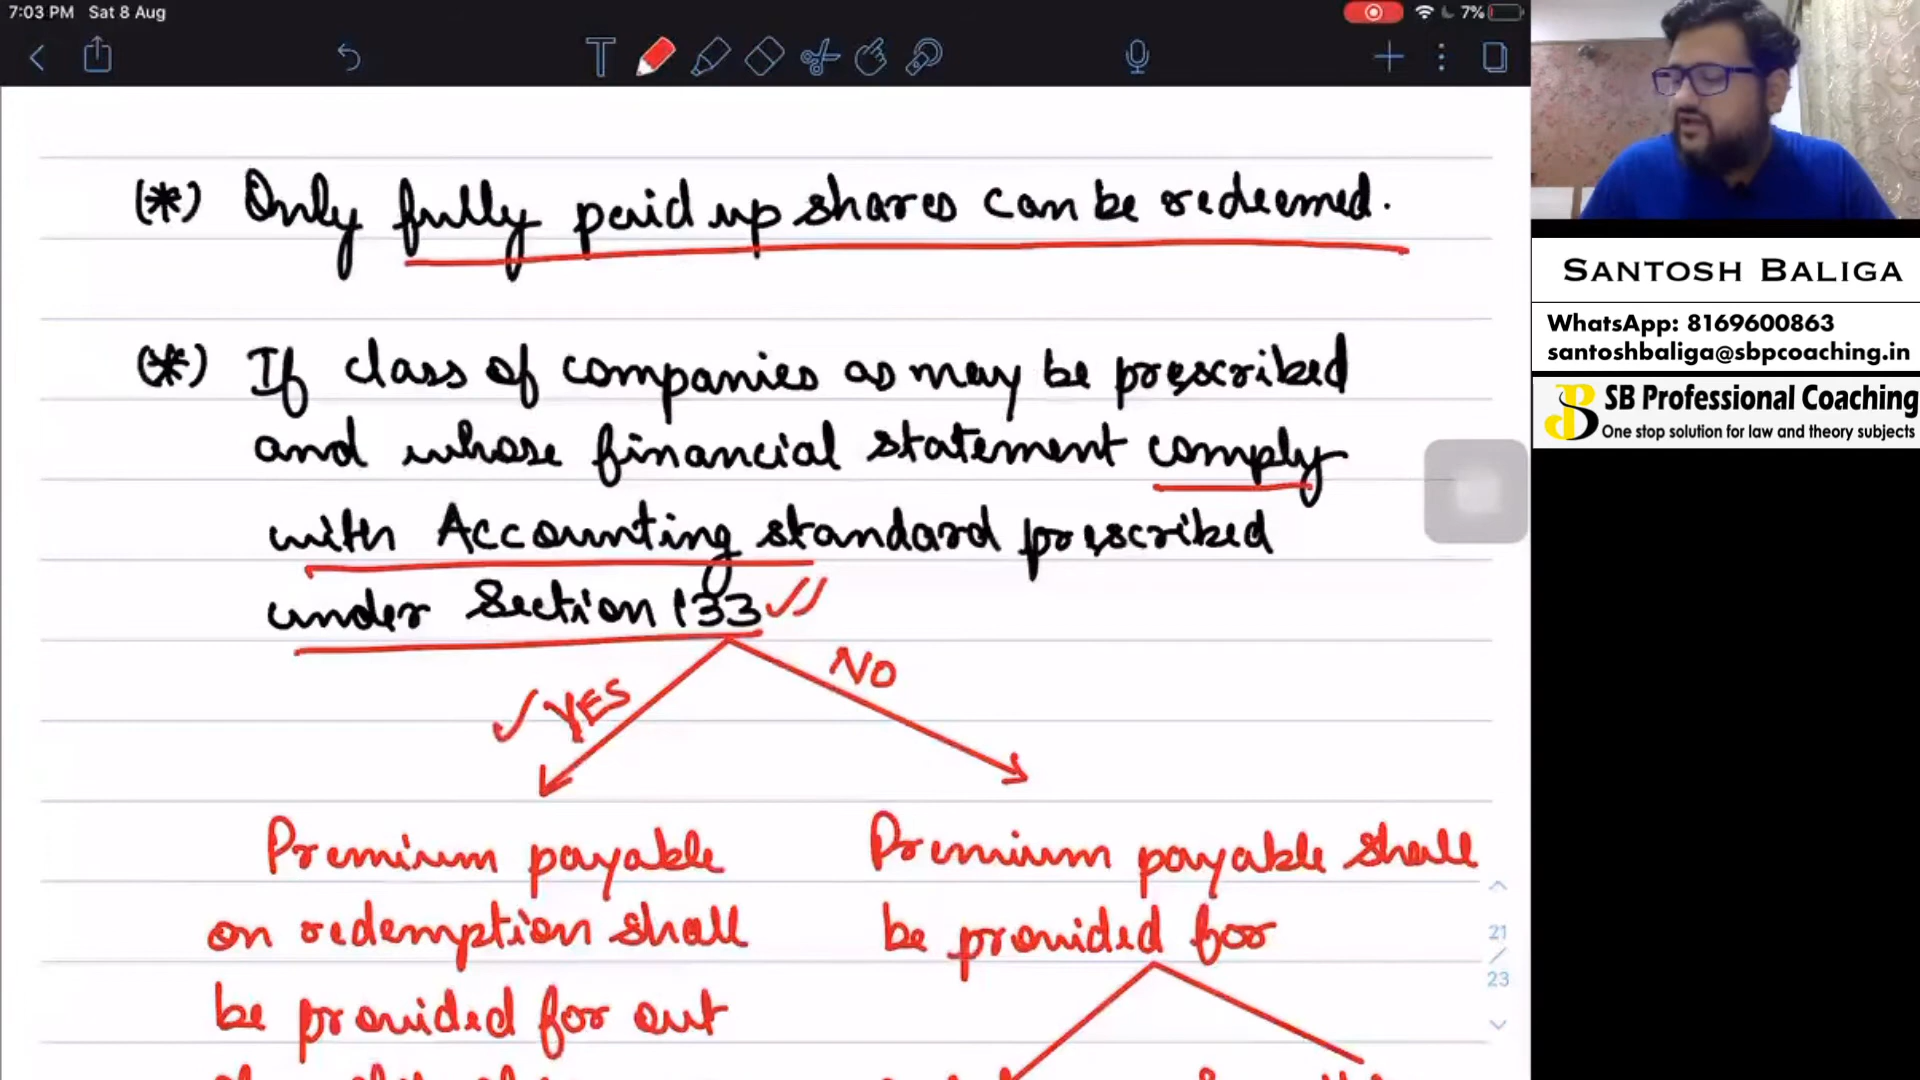 7:03 PM Sat 8 Aug
7%
(*) Only fully paid up shares can be redeemed.
(*) If class of companies as may be prescribed
and whose financial statement comply
with Accounting standard prescribed
under Section 133
YES
NO
Premium payable
on redemption shall
be provided for out
Premium payable shall
be provided for
21
/
23
SANTOSH BALIGA
WhatsApp: 8169600863
santoshbaliga@sbpcoaching.in
SB Professional Coaching
One stop solution for law and theory subjects